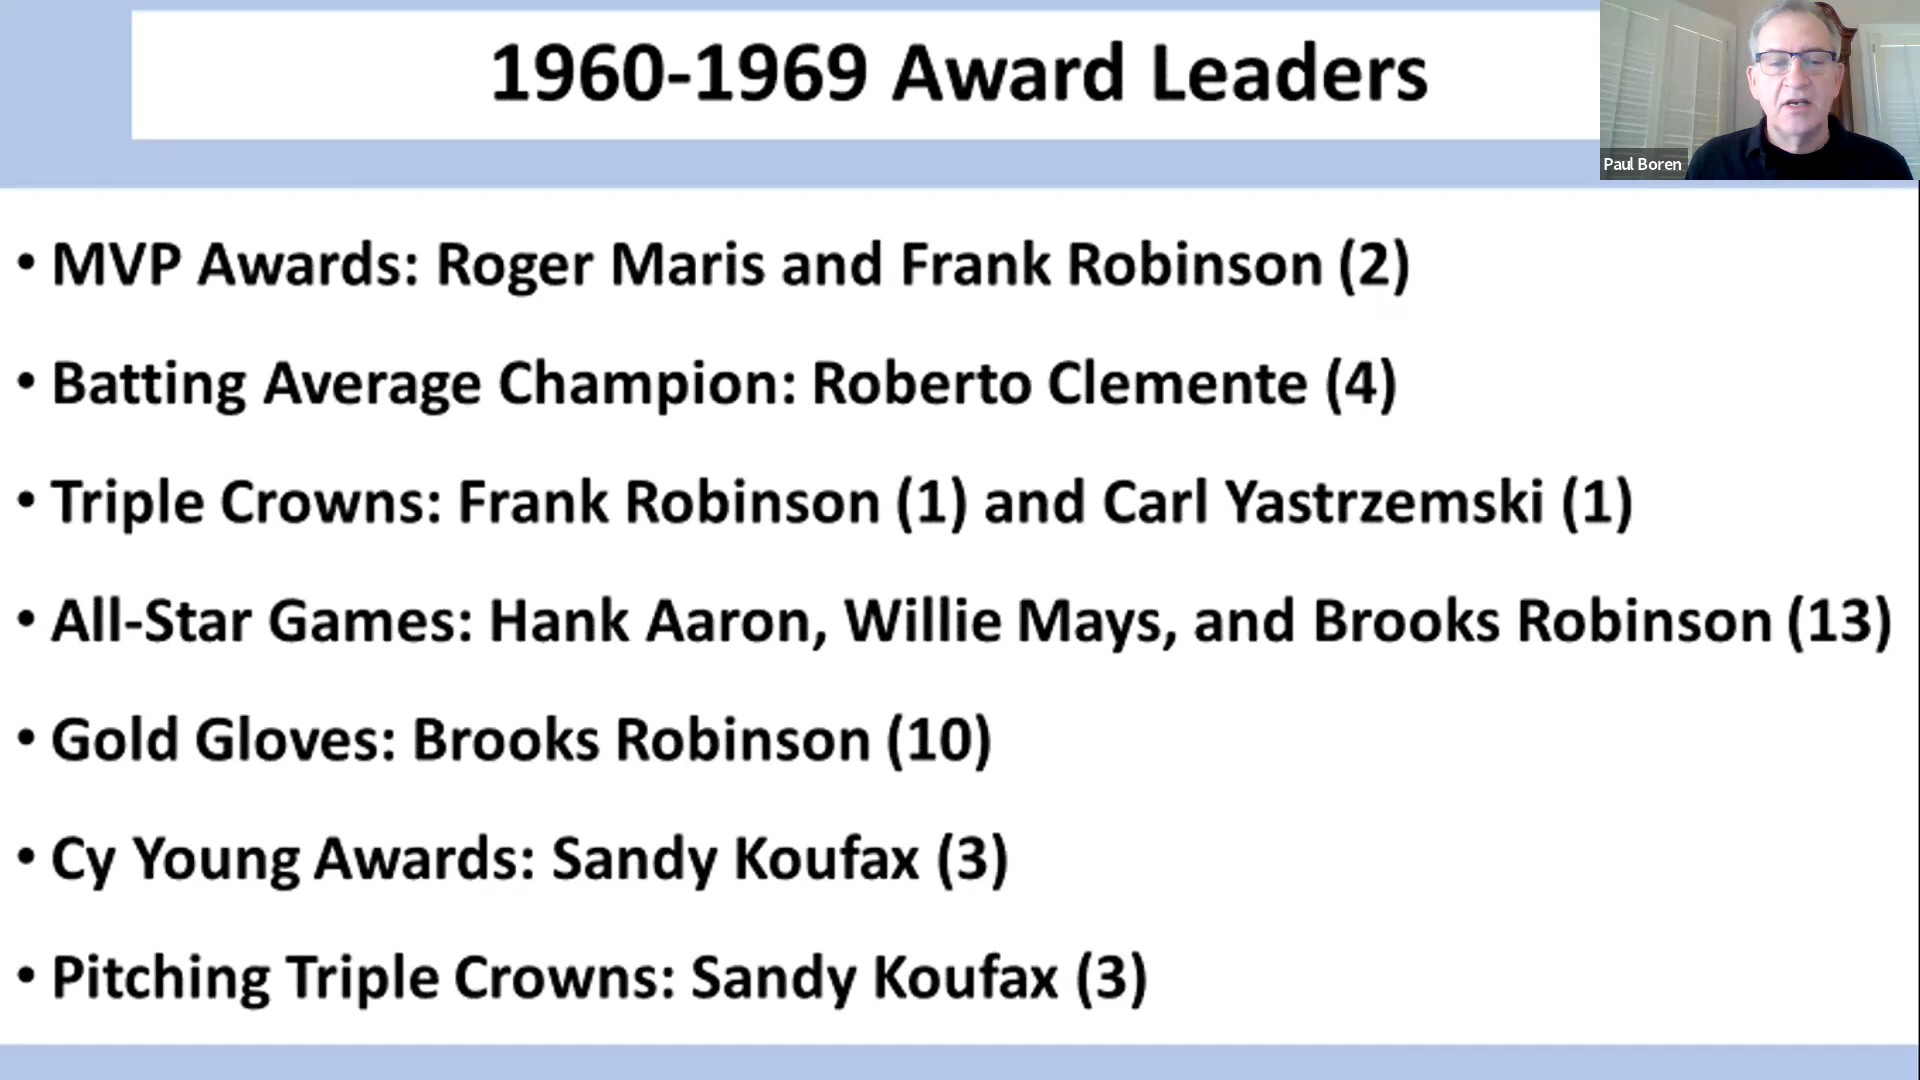 1960-1969 Award Leaders
Paul Boren
• MVP Awards: Roger Maris and Frank Robinson (2)
• Batting Average Champion: Roberto Clemente (4)
• Triple Crowns: Frank Robinson (1) and Carl Yastrzemski (1)
• All-Star Games: Hank Aaron, Willie Mays, and Brooks Robinson (13)
• Gold Gloves: Brooks Robinson (10)
• Cy Young Awards: Sandy Koufax (3)
• Pitching Triple Crowns: Sandy Koufax (3)